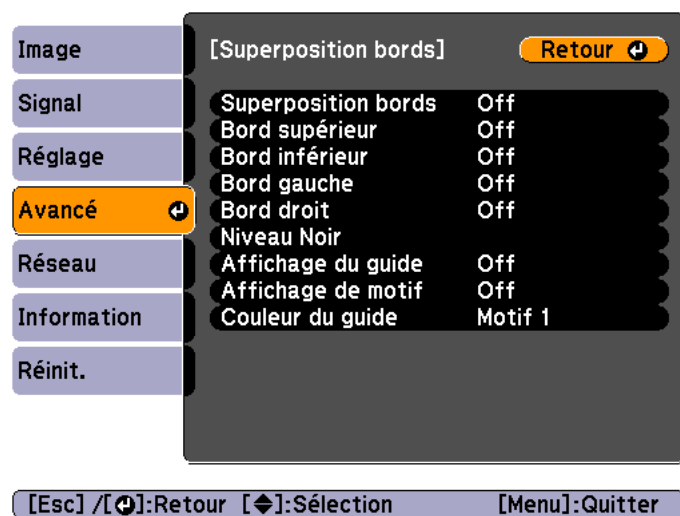 Image
Signal
Réglage
Avancé
Réseau
Information
Réinit.
[Superposition bords] Retour
Superposition bords Off
Bord supérieur Off
Bord inférieur Off
Bord gauche Off
Bord droit Off
Niveau Noir
Affichage du guide Off
Affichage de motif Off
Couleur du guide Motif 1
[Esc] /[⏎]:Retour [◆]:Sélection [Menu]:Quitter